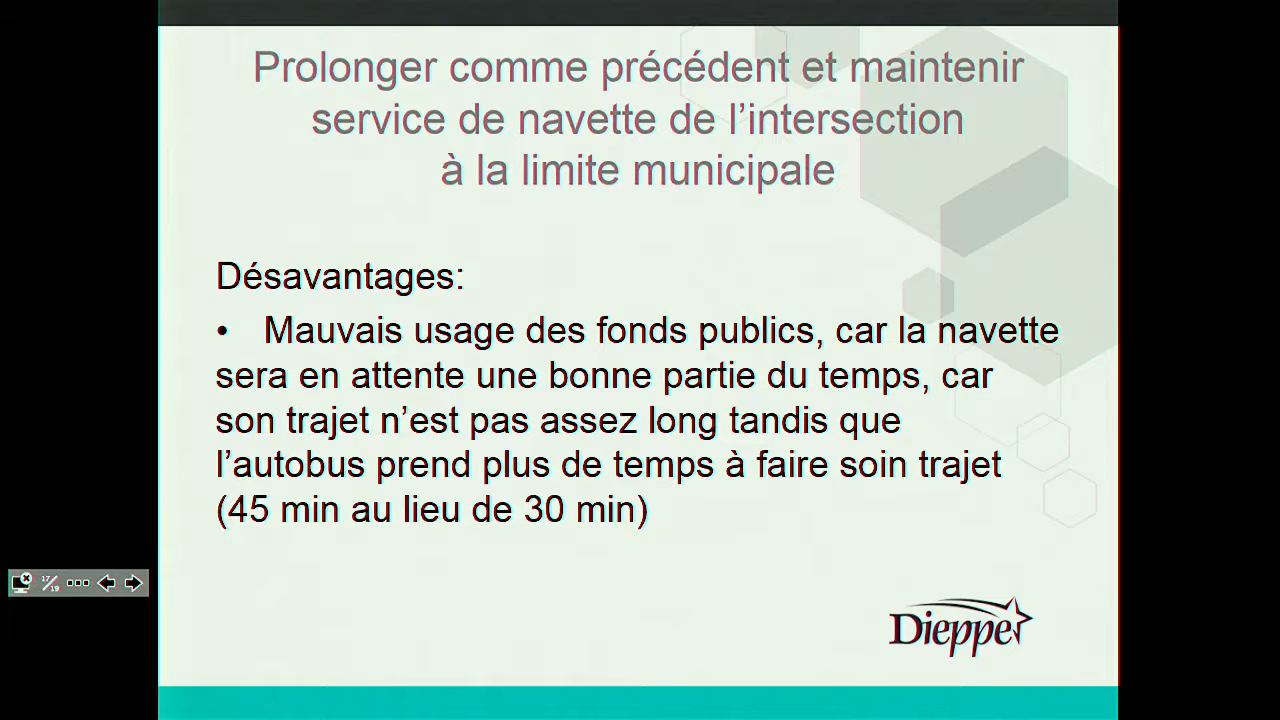 Prolonger comme précédent et maintenir
service de navette de l’intersection
à la limite municipale
Désavantages:
• Mauvais usage des fonds publics, car la navette
sera en attente une bonne partie du temps, car
son trajet n’est pas assez long tandis que
l’autobus prend plus de temps à faire soin trajet
(45 min au lieu de 30 min)
17/19
Dieppe